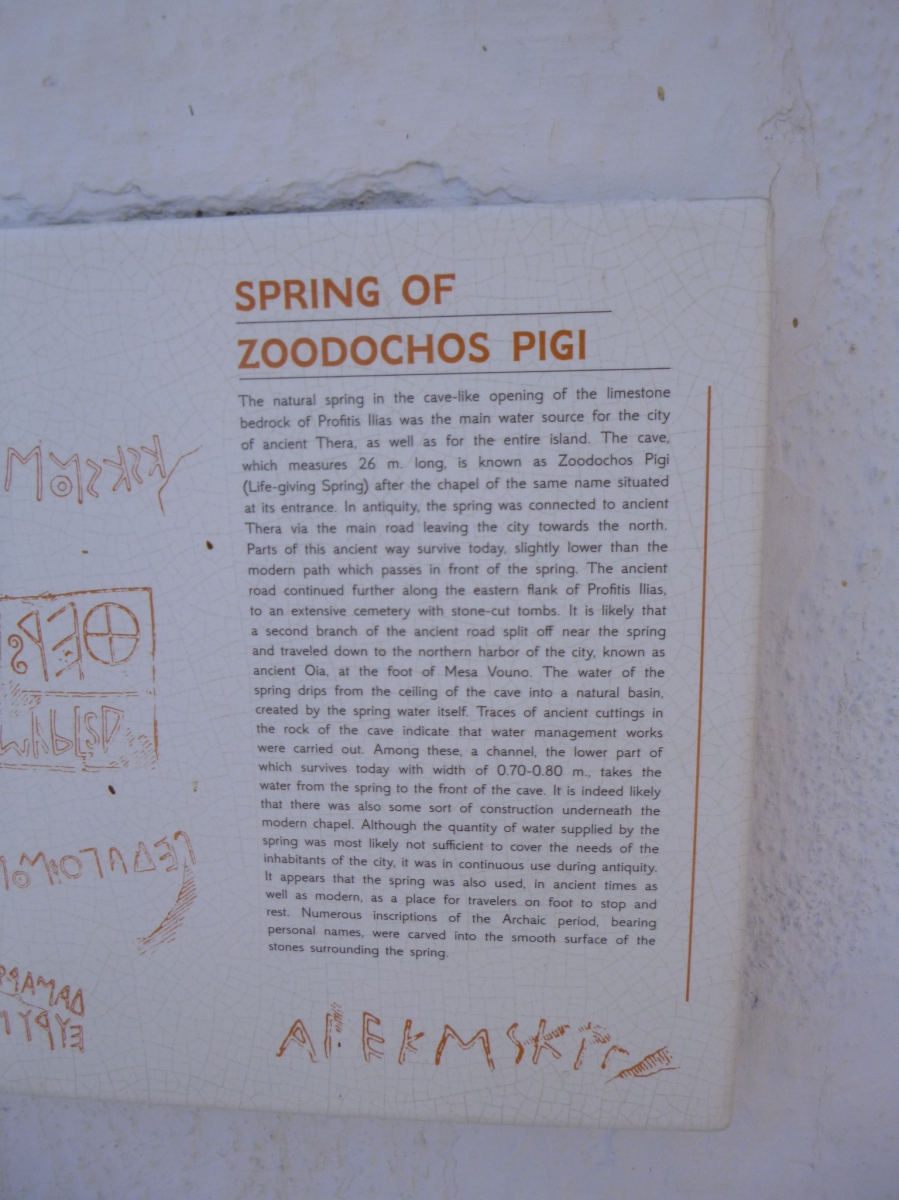 SPRING OF
ZOODOCHOS PIGI
The natural spring in the cave-like opening of the limestone
bedrock of Profitis Ilias was the main water source for the city
of ancient Thera, as well as for the entire island. The cave,
which measures 26 m. long, is known as Zoodochos Pigi
(Life-giving Spring) after the chapel of the same name situated
at its entrance. In antiquity, the spring was connected to ancient
Thera via the main road leaving the city towards the north.
Parts of this ancient way survive today, slightly lower than the
modern path which passes in front of the spring. The ancient
road continued further along the eastern flank of Profitis Ilias,
to an extensive cemetery with stone-cut tombs. It is likely that
a second branch of the ancient road split off near the spring
and traveled down to the northern harbor of the city, known as
ancient Oia, at the foot of Mesa Vouno. The water of the
spring drips from the ceiling of the cave into a natural basin,
created by the spring water itself. Traces of ancient cuttings in
the rock of the cave indicate that water management works
were carried out. Among these, a channel, the lower part of
which survives today with width of 0.70-0.80 m., takes the
water from the spring to the front of the cave. It is indeed likely
that there was also some sort of construction underneath the
modern chapel. Although the quantity of water supplied by the
spring was most likely not sufficient to cover the needs of the
inhabitants of the city, it was in continuous use during antiquity.
It appears that the spring was also used, in ancient times as
well as modern, as a place for travelers on foot to stop and
rest. Numerous inscriptions of the Archaic period, bearing
personal names, were carved into the smooth surface of the
stones surrounding the spring.